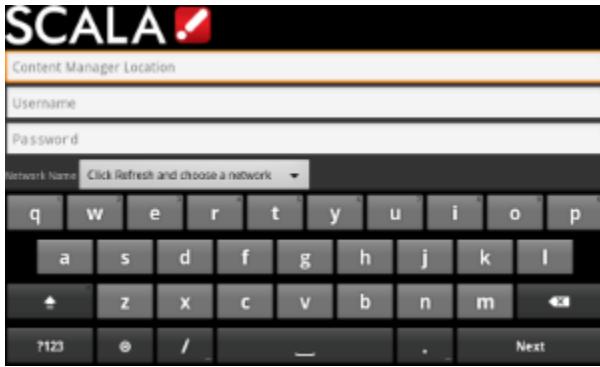 SCALA
Content Manager Location
Username
Password
Network Name Click Refresh and choose a network
q w e r t y u i o p
a s d f g h j k l
z x c v b n m
?123 / _ . Next